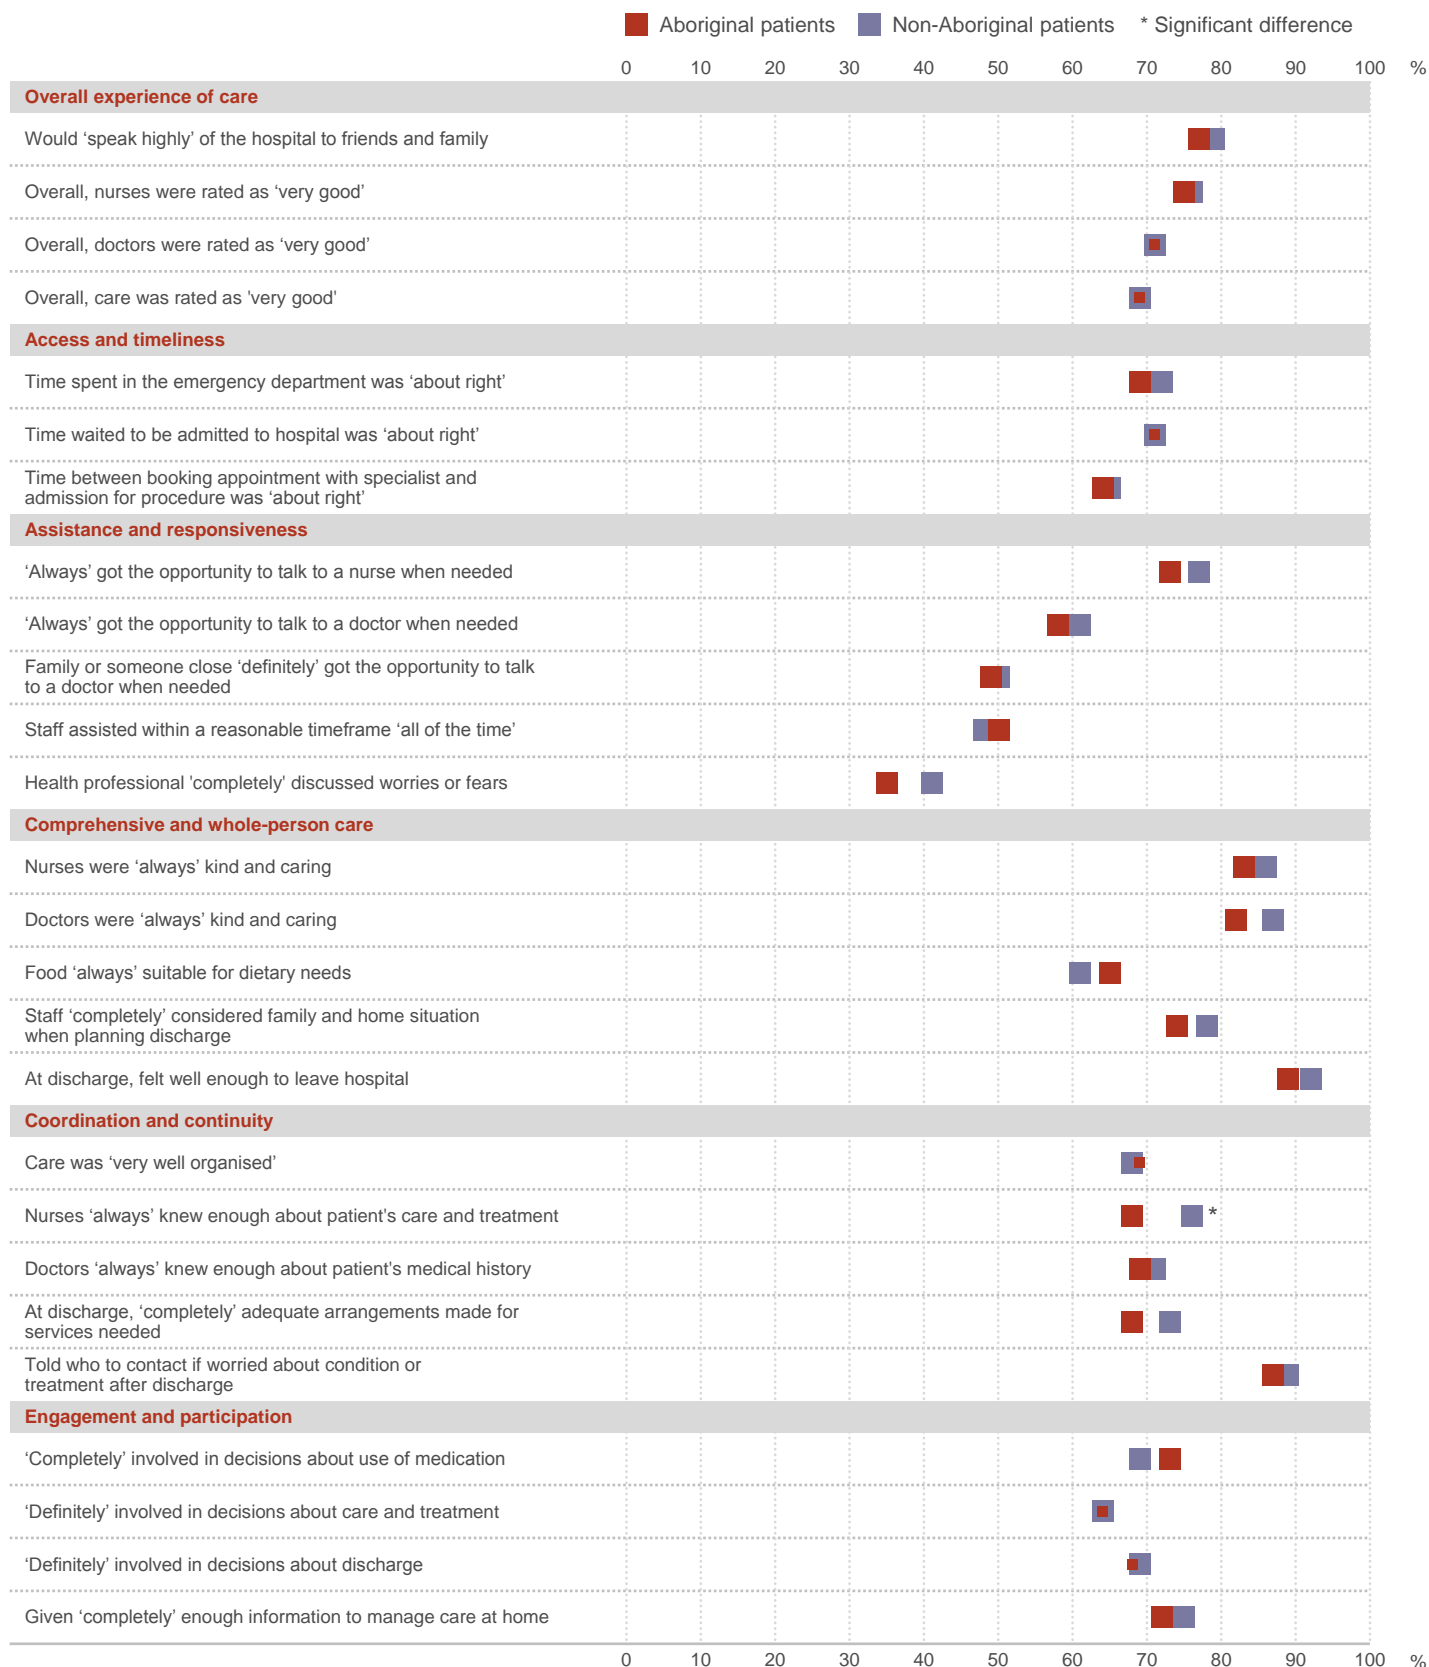 Aboriginal patients Non-Aboriginal patients * Significant difference
0 10 20 30 40 50 60 70 80 90 100 %
Overall experience of care
Would ‘speak highly’ of the hospital to friends and family
Overall, nurses were rated as ‘very good’
Overall, doctors were rated as ‘very good’
Overall, care was rated as 'very good'
Access and timeliness
Time spent in the emergency department was ‘about right’
Time waited to be admitted to hospital was ‘about right’
Time between booking appointment with specialist and
admission for procedure was ‘about right’
Assistance and responsiveness
‘Always’ got the opportunity to talk to a nurse when needed
‘Always’ got the opportunity to talk to a doctor when needed
Family or someone close ‘definitely’ got the opportunity to talk
to a doctor when needed
Staff assisted within a reasonable timeframe ‘all of the time’
Health professional 'completely' discussed worries or fears
Comprehensive and whole-person care
Nurses were ‘always’ kind and caring
Doctors were ‘always’ kind and caring
Food ‘always’ suitable for dietary needs
Staff ‘completely’ considered family and home situation
when planning discharge
At discharge, felt well enough to leave hospital
Coordination and continuity
Care was ‘very well organised’
Nurses ‘always’ knew enough about patient's care and treatment *
Doctors ‘always’ knew enough about patient's medical history
At discharge, ‘completely’ adequate arrangements made for
services needed
Told who to contact if worried about condition or
treatment after discharge
Engagement and participation
‘Completely’ involved in decisions about use of medication
‘Definitely’ involved in decisions about care and treatment
‘Definitely’ involved in decisions about discharge
Given ‘completely’ enough information to manage care at home
0 10 20 30 40 50 60 70 80 90 100 %